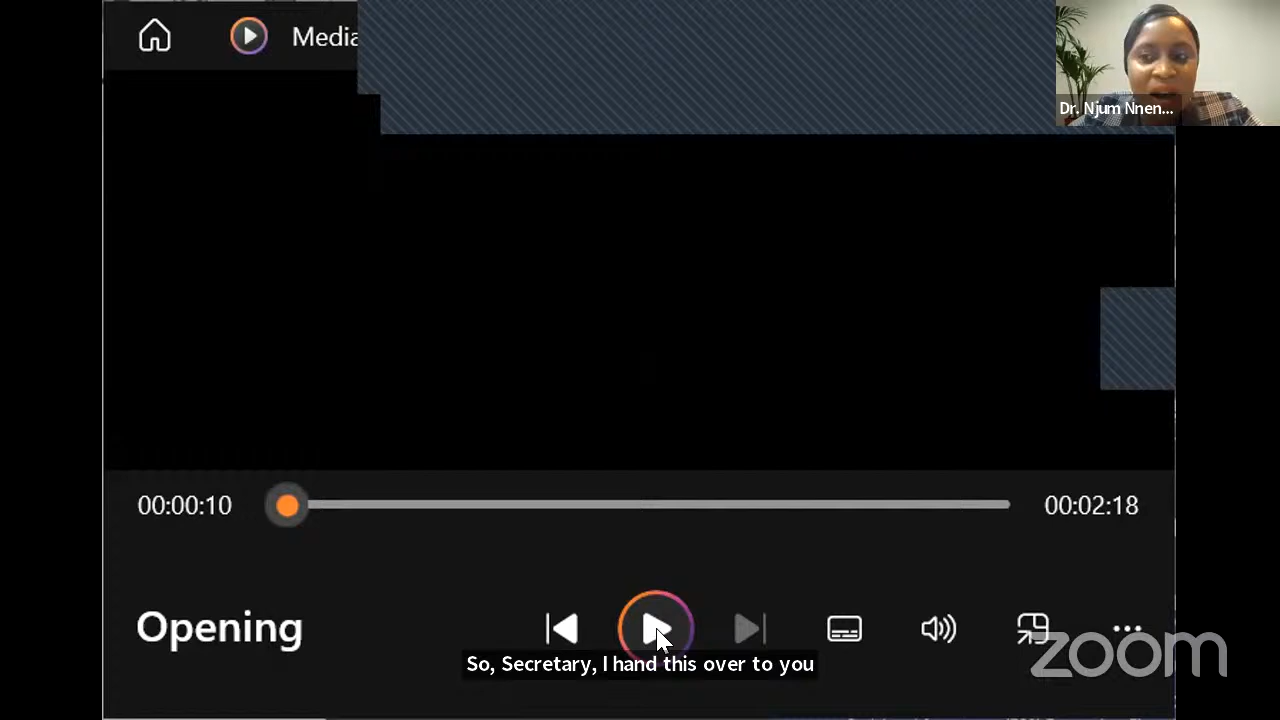 Media
Dr. Njum Nnen...
00:00:10
00:02:18
Opening
So, Secretary, I hand this over to you
zoom